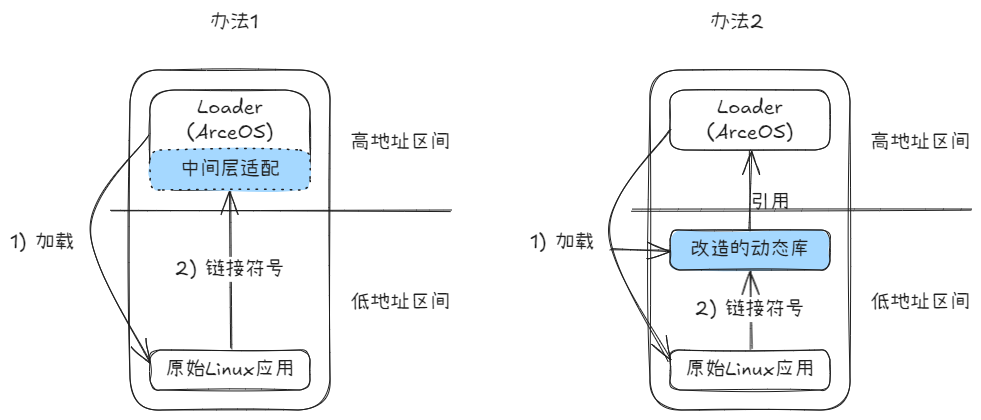 办法1
Loader
(ArceOS)
中间层适配
高地址区间
1) 加载
2) 链接符号
低地址区间
原始Linux应用
办法2
Loader
(ArceOS)
高地址区间
引用
1) 加载
改造的动态库
2) 链接符号
低地址区间
原始Linux应用